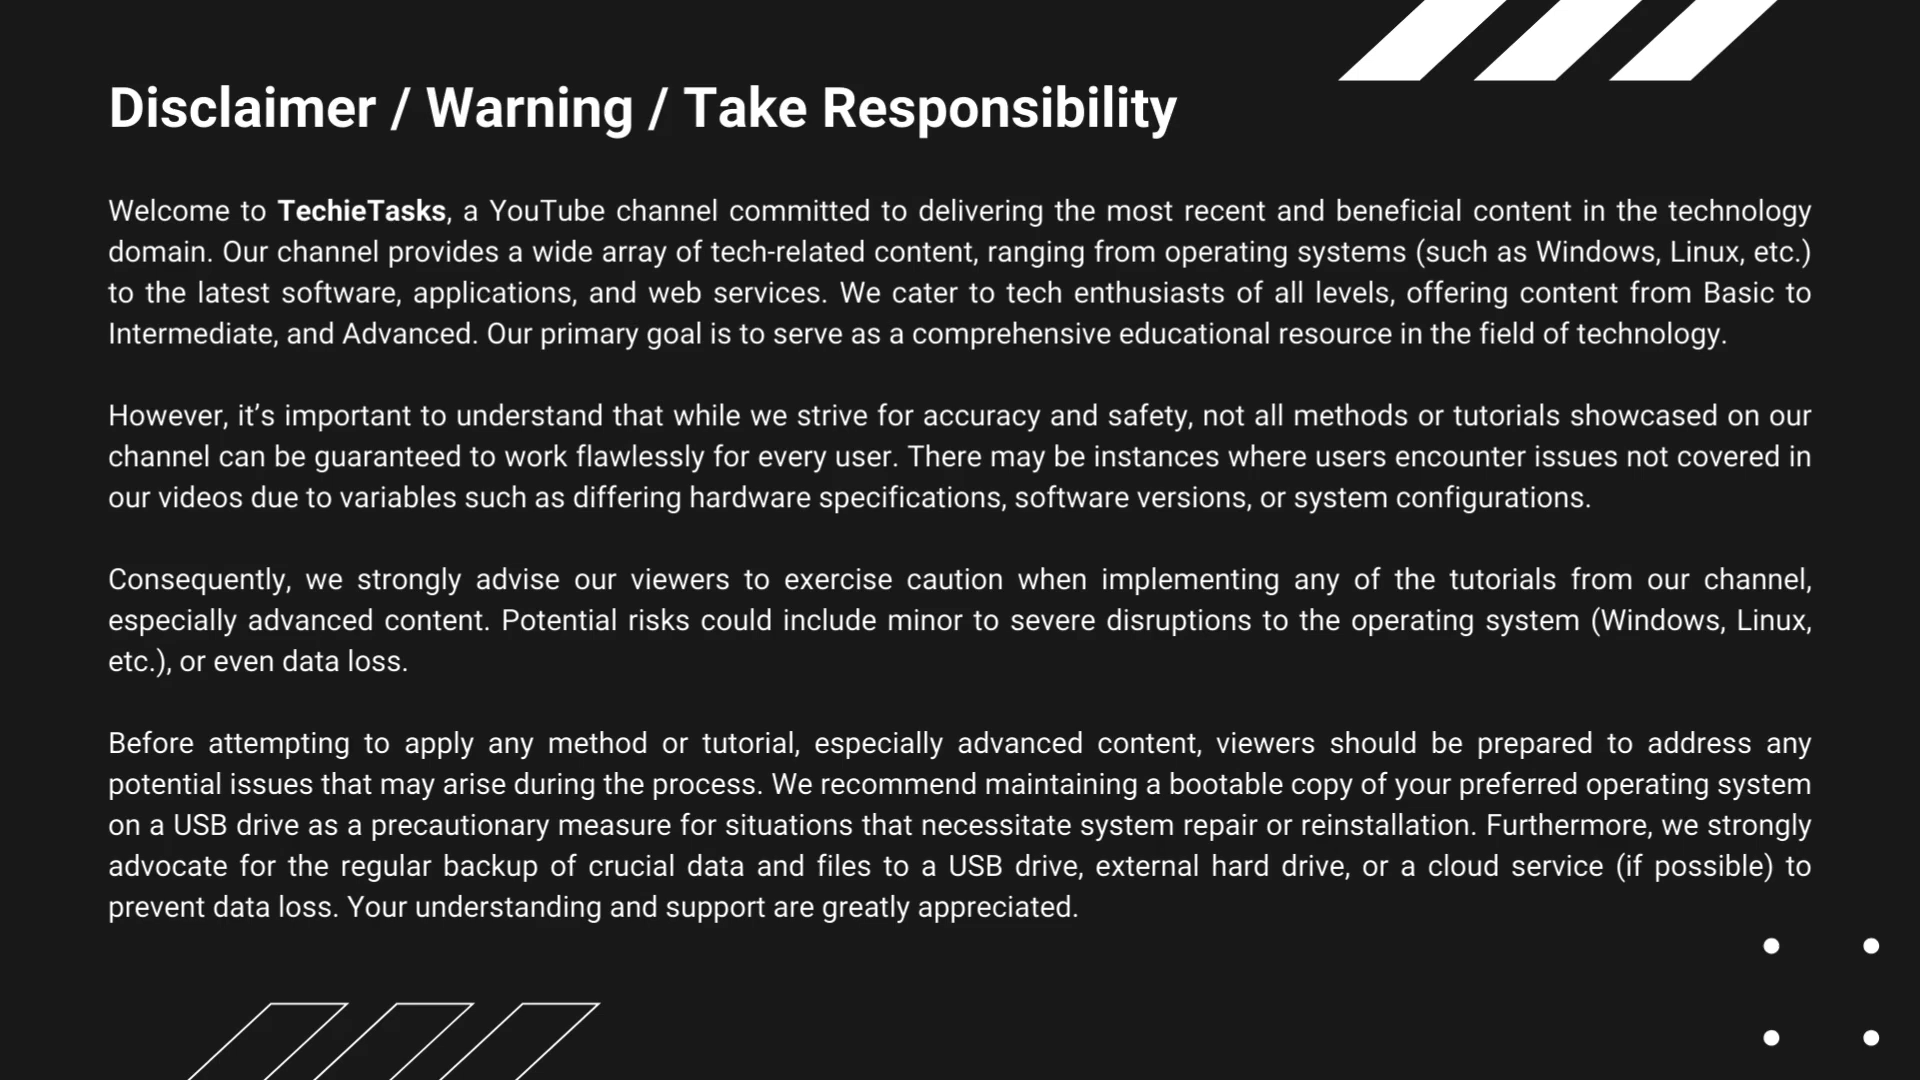 Disclaimer / Warning / Take Responsibility
Welcome to TechieTasks, a YouTube channel committed to delivering the most recent and beneficial content in the technology
domain. Our channel provides a wide array of tech-related content, ranging from operating systems (such as Windows, Linux, etc.)
to the latest software, applications, and web services. We cater to tech enthusiasts of all levels, offering content from Basic to
Intermediate, and Advanced. Our primary goal is to serve as a comprehensive educational resource in the field of technology.
However, it’s important to understand that while we strive for accuracy and safety, not all methods or tutorials showcased on our
channel can be guaranteed to work flawlessly for every user. There may be instances where users encounter issues not covered in
our videos due to variables such as differing hardware specifications, software versions, or system configurations.
Consequently, we strongly advise our viewers to exercise caution when implementing any of the tutorials from our channel,
especially advanced content. Potential risks could include minor to severe disruptions to the operating system (Windows, Linux,
etc.), or even data loss.
Before attempting to apply any method or tutorial, especially advanced content, viewers should be prepared to address any
potential issues that may arise during the process. We recommend maintaining a bootable copy of your preferred operating system
on a USB drive as a precautionary measure for situations that necessitate system repair or reinstallation. Furthermore, we strongly
advocate for the regular backup of crucial data and files to a USB drive, external hard drive, or a cloud service (if possible) to
prevent data loss. Your understanding and support are greatly appreciated.